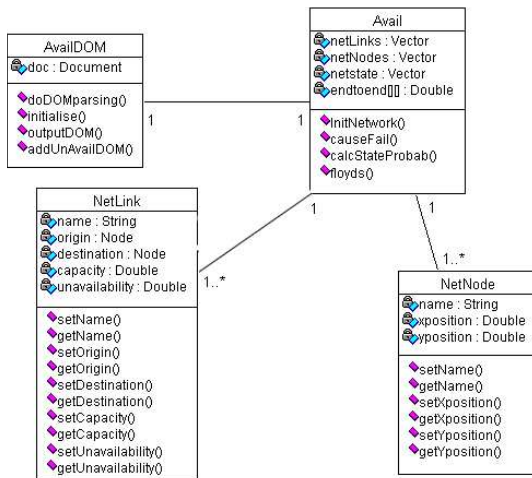 AvailDOM
doc : Document
doDOMparsing()
initialise()
outputDOM()
addUnAvailDOM()
1
1
Avail
netLinks : Vector
netNodes : Vector
netstate : Vector
endtoend[][] : Double
InitNetwork()
causeFail()
calcStateProbab()
floyds()
1
1
1..*
1..*
NetLink
name : String
origin : Node
destination : Node
capacity : Double
unavailability : Double
setName()
getName()
setOrigin()
getOrigin()
setDestination()
getDestination()
setCapacity()
getCapacity()
setUnavailability()
getUnavailability()
NetNode
name : String
xposition : Double
yposition : Double
setName()
getName()
setXposition()
getXposition()
setYposition()
getYposition()